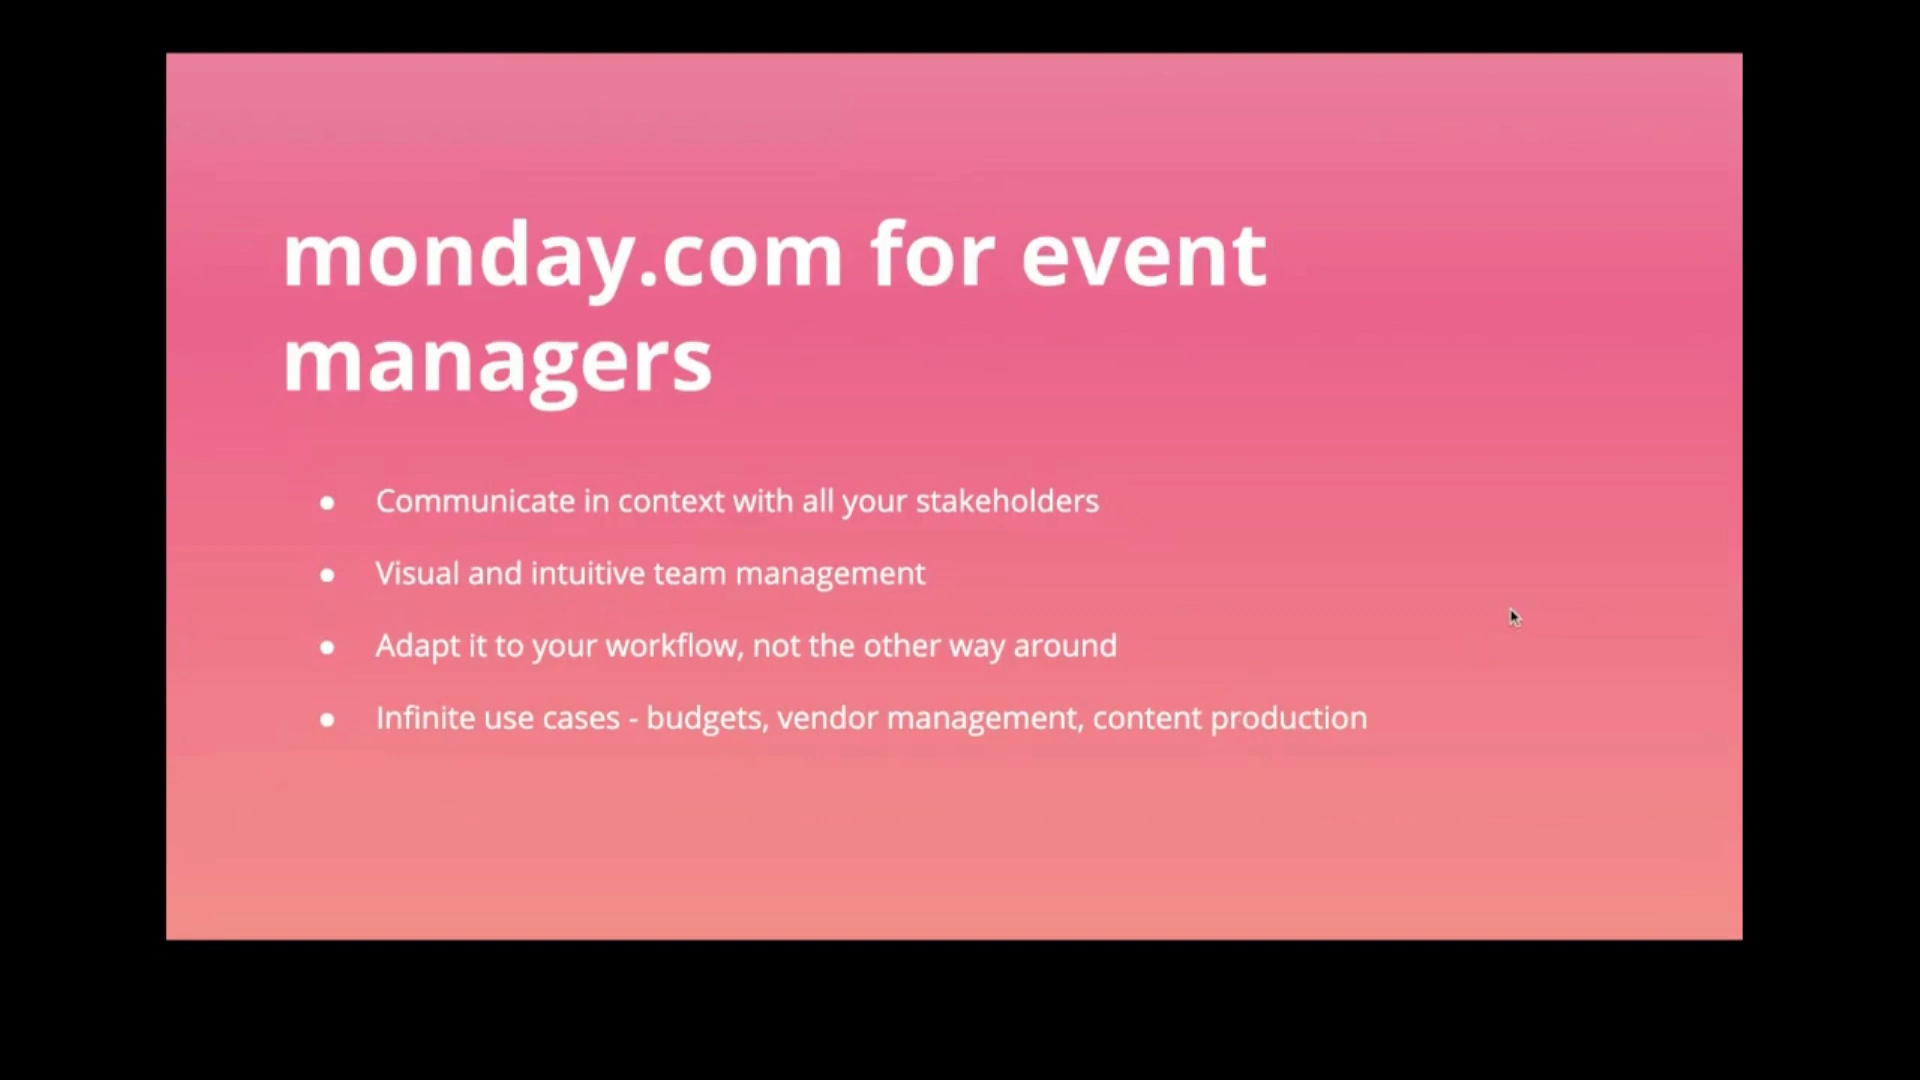 monday.com for event
managers
● Communicate in context with all your stakeholders
● Visual and intuitive team management
● Adapt it to your workflow, not the other way around
● Infinite use cases - budgets, vendor management, content production